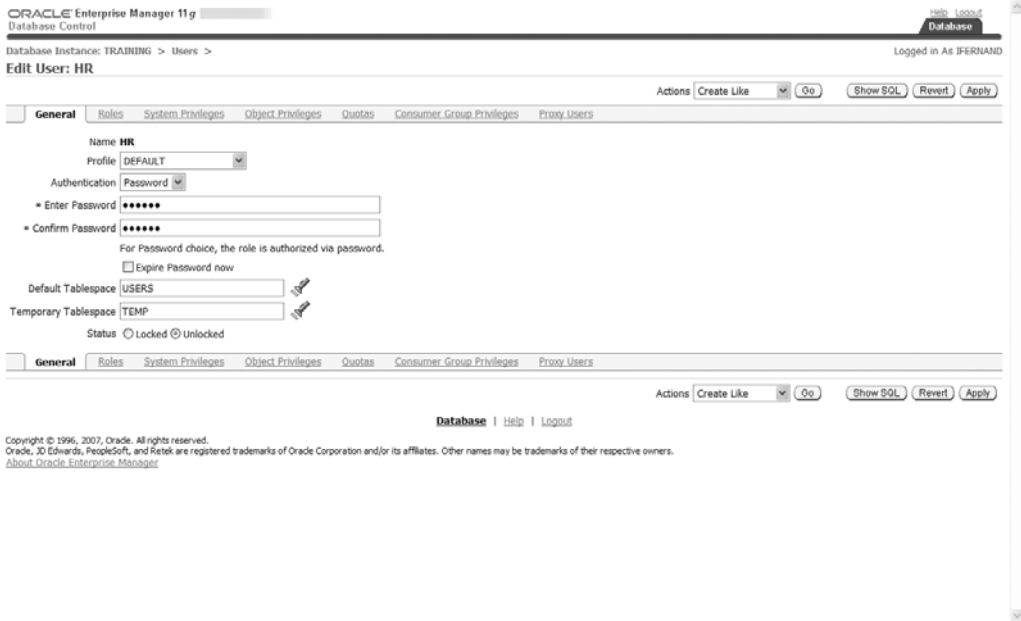 ORACLE Enterprise Manager 11g
Database Control
Help Logout
Database
Database Instance: TRAINING > Users >
Logged in As IFERNAND
Edit User: HR
Actions Create Like Go Show SQL Revert Apply
General Roles System Privileges Object Privileges Quotas Consumer Group Privileges Proxy Users
Name HR
Profile DEFAULT
Authentication Password
* Enter Password ••••••
* Confirm Password ••••••
For Password choice, the role is authorized via password.
Expire Password now
Default Tablespace USERS
Temporary Tablespace TEMP
Status Locked Unlocked
General Roles System Privileges Object Privileges Quotas Consumer Group Privileges Proxy Users
Actions Create Like Go Show SQL Revert Apply
Database | Help | Logout
Copyright © 1996, 2007, Oracle. All rights reserved.
Oracle, JD Edwards, PeopleSoft, and Retek are registered trademarks of Oracle Corporation and/or its affiliates. Other names may be trademarks of their respective owners.
About Oracle Enterprise Manager